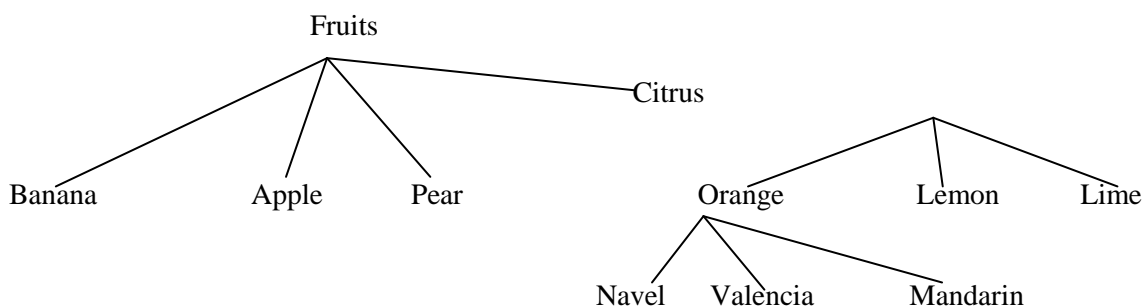 Fruits
Citrus
Banana Apple Pear Orange Lemon Lime
Navel Valencia Mandarin